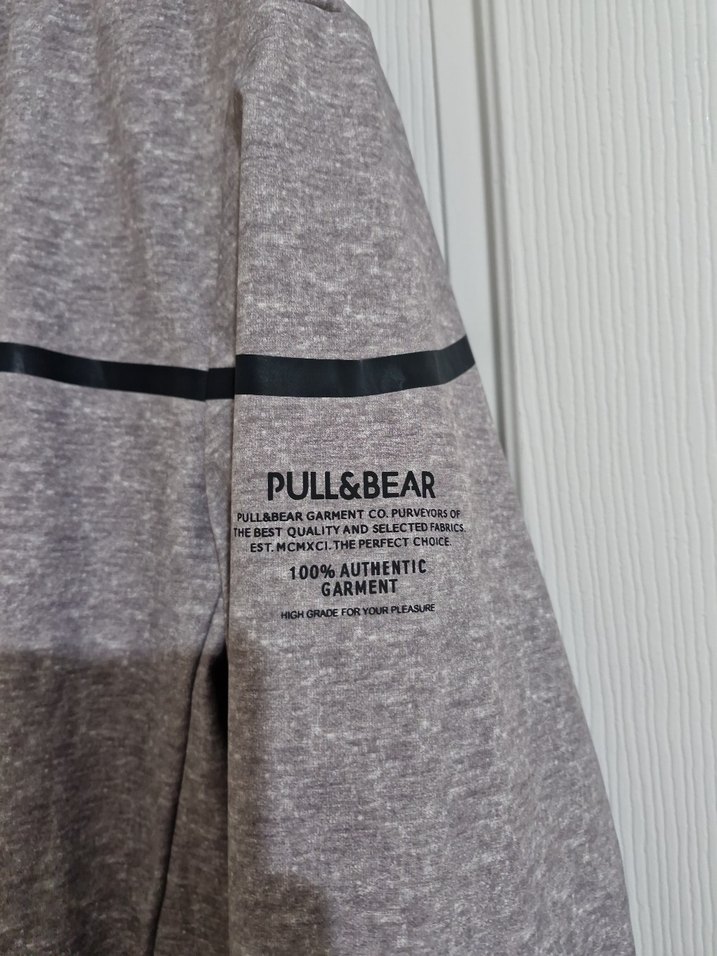 PULL&BEAR
PULL&BEAR GARMENT CO. PURVEYORS OF
THE BEST QUALITY AND SELECTED FABRICS.
EST. MCMXCI. THE PERFECT CHOICE.
100% AUTHENTIC
GARMENT
HIGH GRADE FOR YOUR PLEASURE